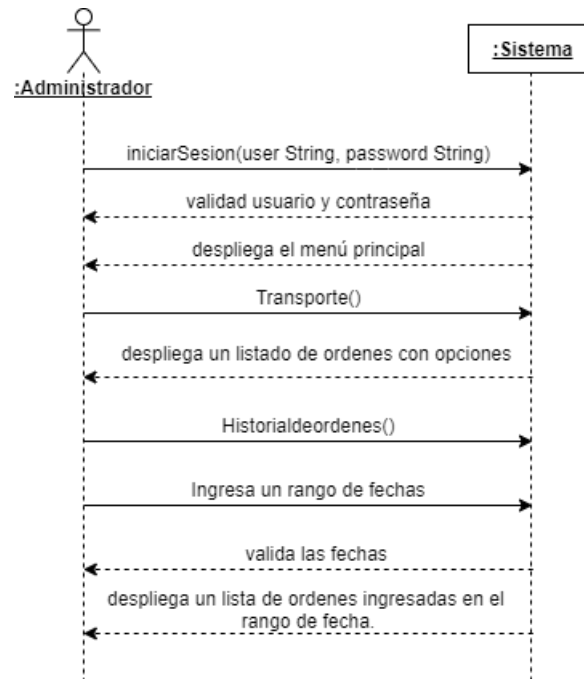 :Administrador
:Sistema
iniciarSesion(user String, password String)
validad usuario y contraseña
despliega el menú principal
Transporte()
despliega un listado de ordenes con opciones
Historialdeordenes()
Ingresa un rango de fechas
valida las fechas
despliega un lista de ordenes ingresadas en el
rango de fecha.